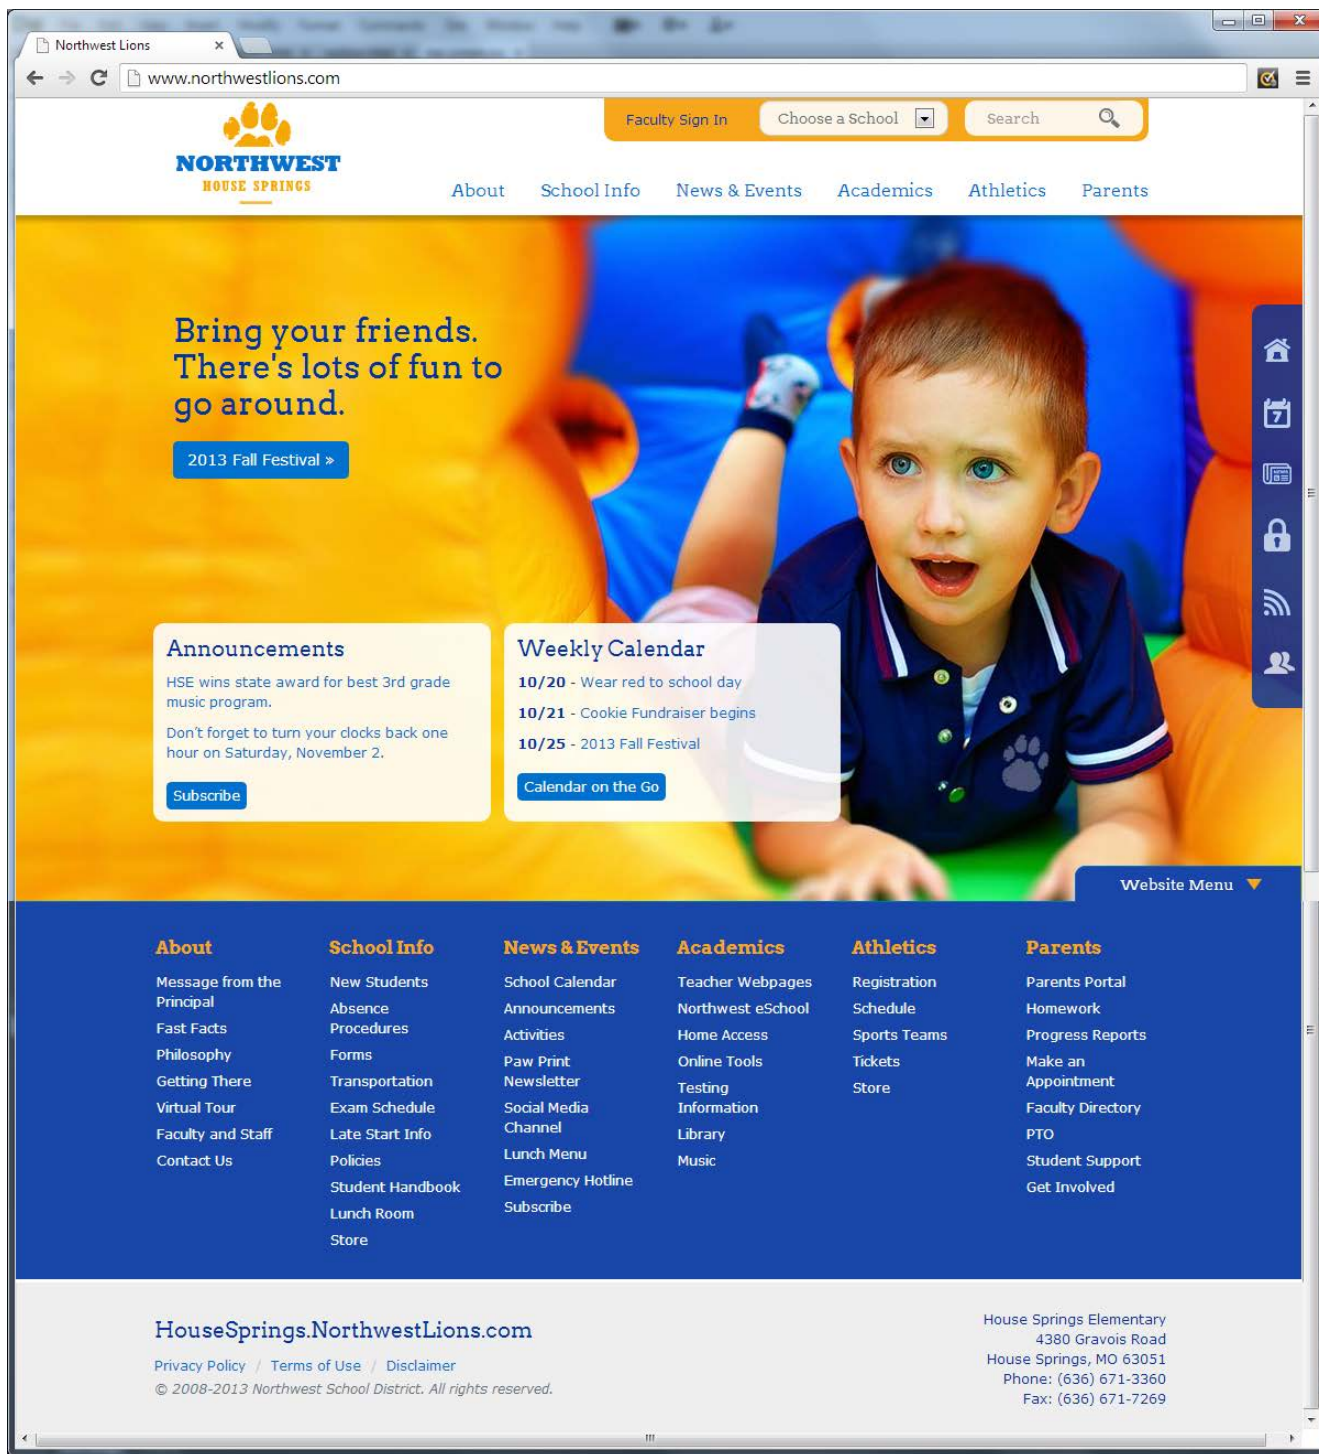 Northwest Lions
www.northwestlions.com
NORTHWEST
HOUSE SPRINGS
Faculty Sign In
Choose a School
Search
About
School Info
News & Events
Academics
Athletics
Parents
Bring your friends.
There's lots of fun to
go around.
2013 Fall Festival »
7
NEWS
Announcements
HSE wins state award for best 3rd grade
music program.
Don't forget to turn your clocks back one
hour on Saturday, November 2.
Subscribe
Weekly Calendar
10/20 - Wear red to school day
10/21 - Cookie Fundraiser begins
10/25 - 2013 Fall Festival
Calendar on the Go
Website Menu
About
Message from the
Principal
Fast Facts
Philosophy
Getting There
Virtual Tour
Faculty and Staff
Contact Us
School Info
New Students
Absence
Procedures
Forms
Transportation
Exam Schedule
Late Start Info
Policies
Student Handbook
Lunch Room
Store
News & Events
School Calendar
Announcements
Activities
Paw Print
Newsletter
Social Media
Channel
Lunch Menu
Emergency Hotline
Subscribe
Academics
Teacher Webpages
Northwest eSchool
Home Access
Online Tools
Testing
Information
Library
Music
Athletics
Registration
Schedule
Sports Teams
Tickets
Store
Parents
Parents Portal
Homework
Progress Reports
Make an
Appointment
Faculty Directory
PTO
Student Support
Get Involved
HouseSprings.NorthwestLions.com
Privacy Policy / Terms of Use / Disclaimer
© 2008-2013 Northwest School District. All rights reserved.
House Springs Elementary
4380 Gravois Road
House Springs, MO 63051
Phone: (636) 671-3360
Fax: (636) 671-7269